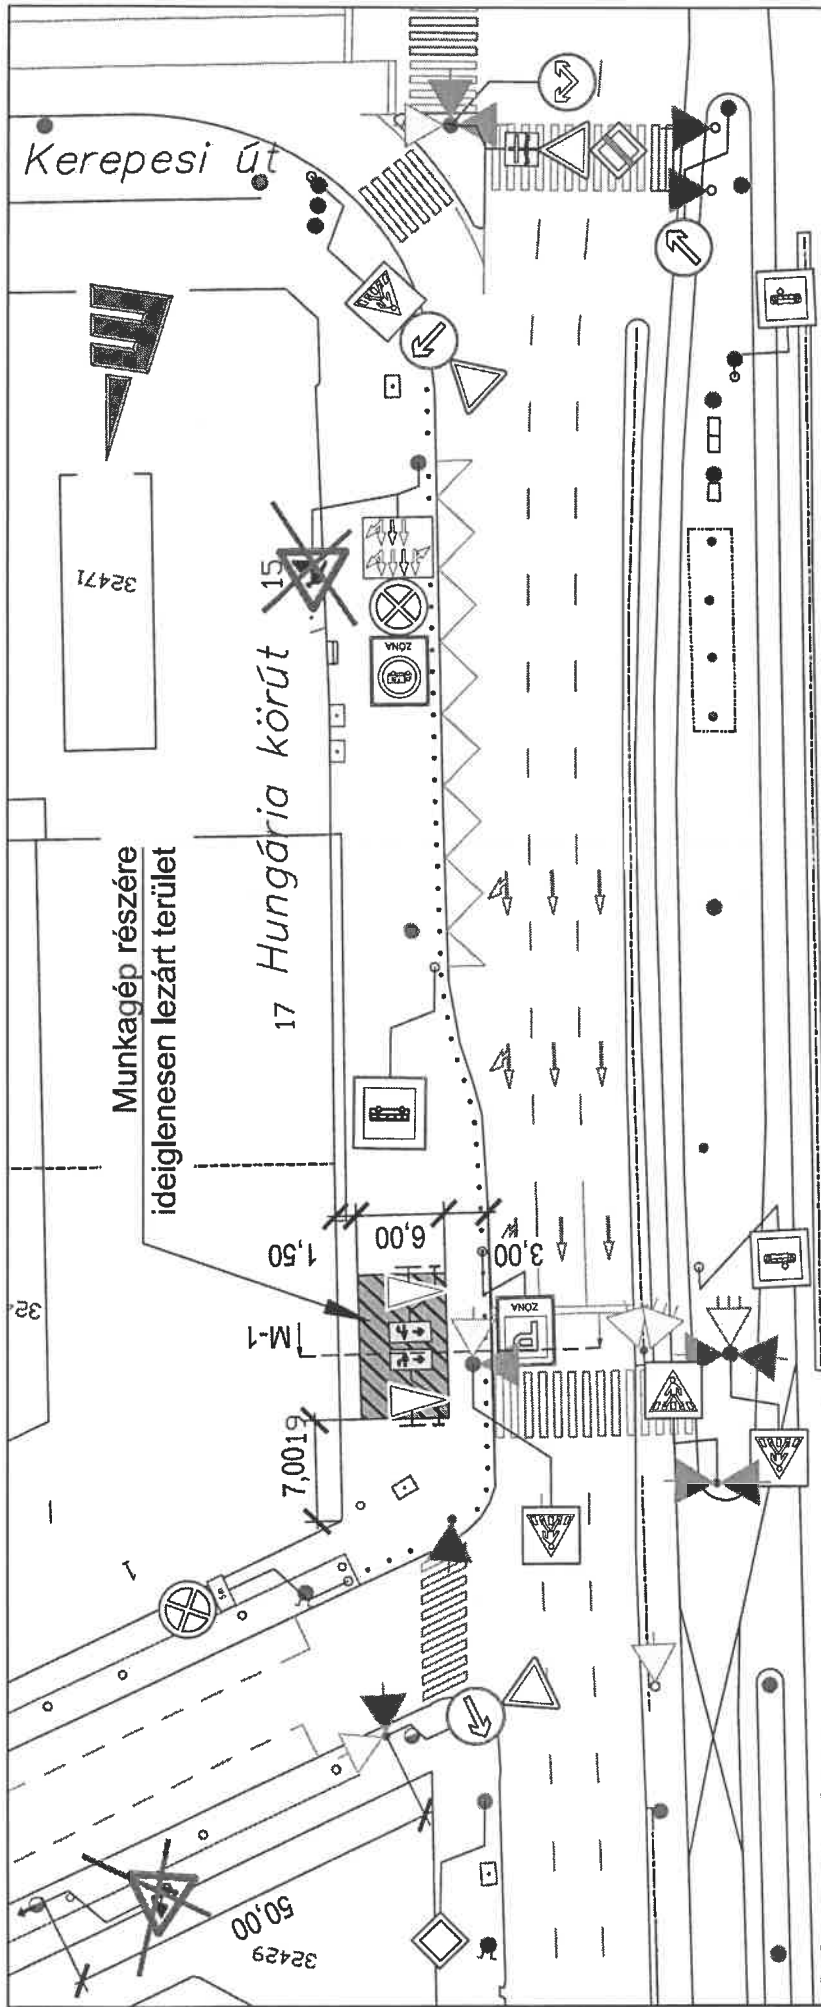 Kerepesi út
32471
15
ZÓNA
17 Hungária körút
Munkagép részére
ideiglenesen lezárt terület
1,50
6,00
3,00
M-1
ZÓNA
P
7,00
19
1
50,00
32429